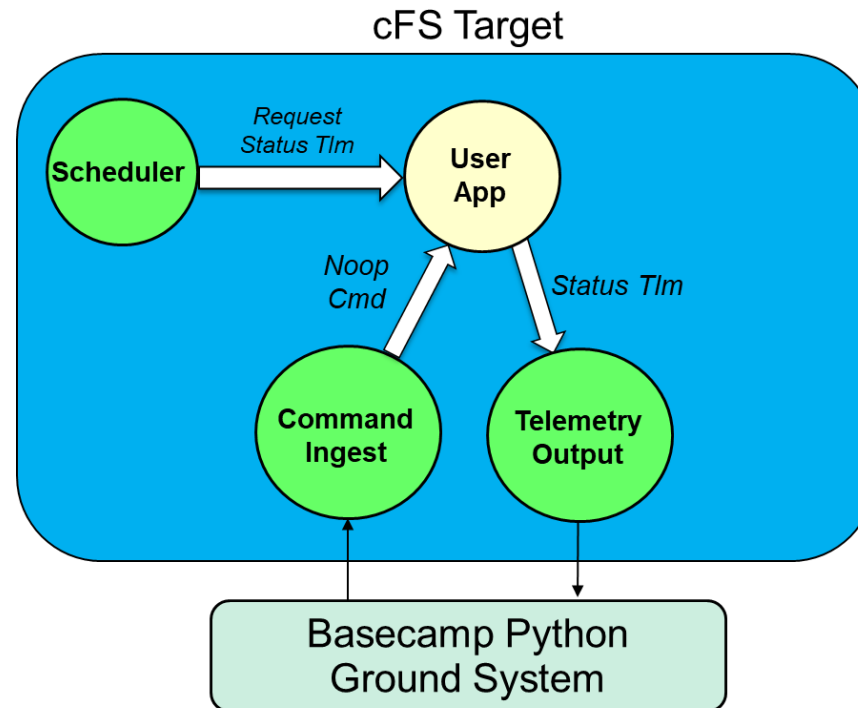 cFS Target
Request
Status Tlm
Scheduler
User
App
Noop
Cmd
Status Tlm
Command
Ingest
Telemetry
Output
Basecamp Python
Ground System